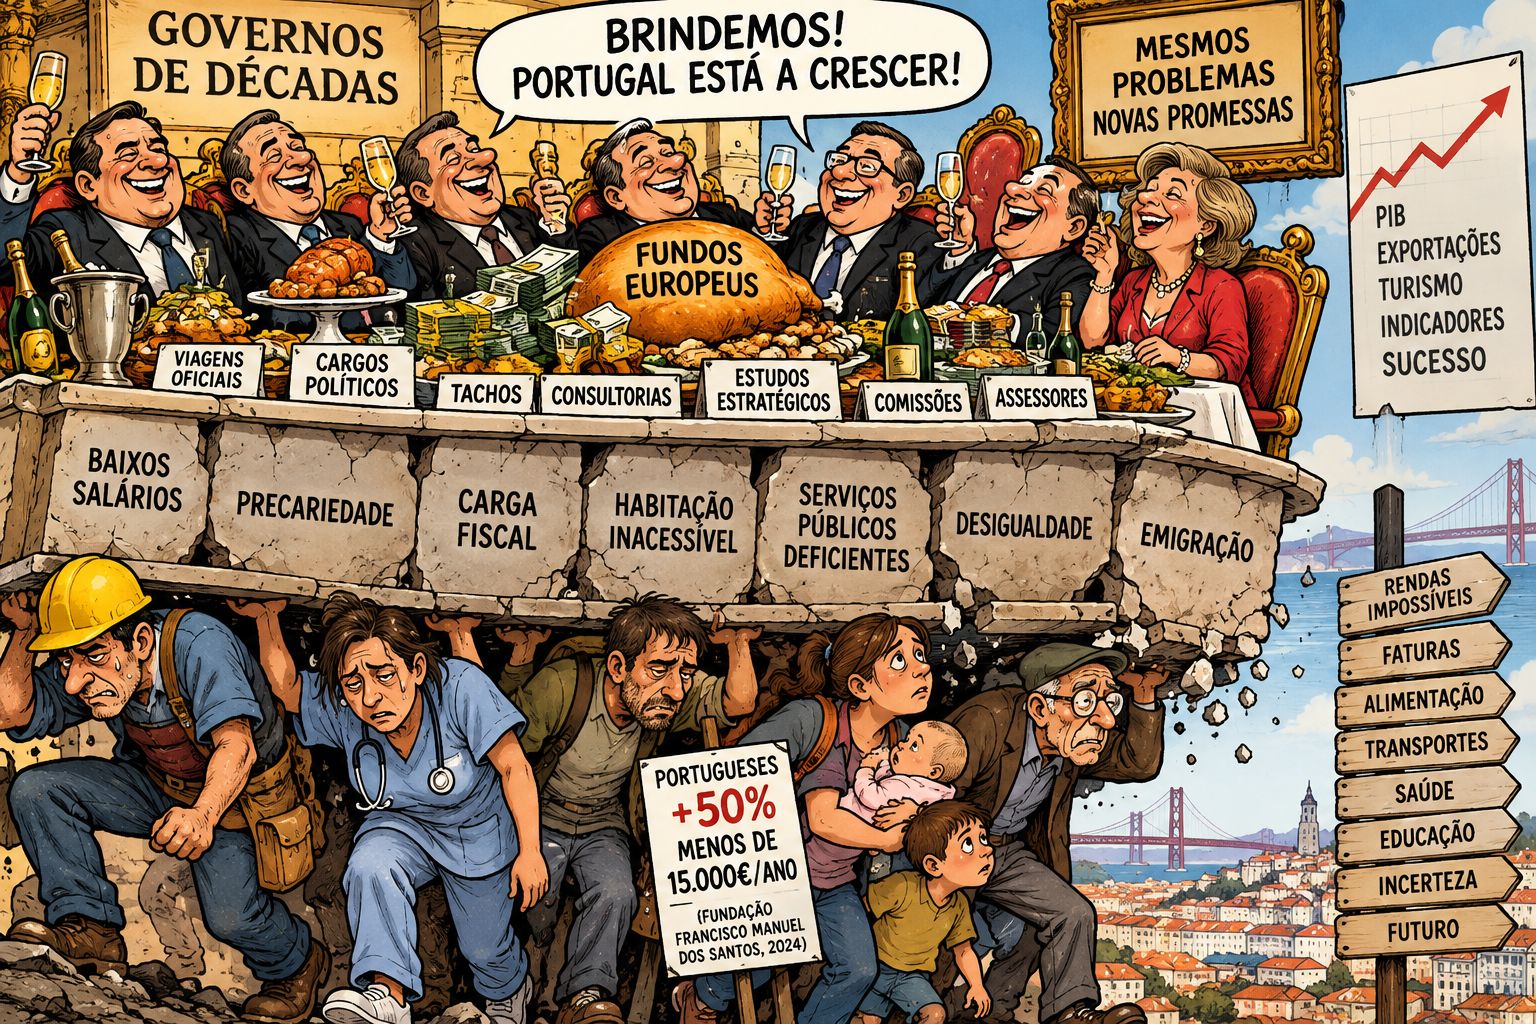 GOVERNOS
DE DÉCADAS
BRINDEMOS!
PORTUGAL ESTÁ A CRESCER!
MESMOS
PROBLEMAS
NOVAS PROMESSAS
PIB
EXPORTAÇÕES
TURISMO
INDICADORES
SUCESSO
FUNDOS
EUROPEUS
VIAGENS
OFICIAIS
CARGOS
POLÍTICOS
TACHOS
CONSULTORIAS
ESTUDOS
ESTRATÉGICOS
COMISSÕES
ASSESSORES
BAIXOS
SALÁRIOS
PRECARIEDADE
CARGA
FISCAL
HABITAÇÃO
INACESSÍVEL
SERVIÇOS
PÚBLICOS
DEFICIENTES
DESIGUALDADE
EMIGRAÇÃO
PORTUGUESES
+50%
MENOS DE
15.000€/ANO
(FUNDAÇÃO
FRANCISCO MANUEL
DOS SANTOS, 2024)
RENDAS
IMPOSSÍVEIS
FATURAS
ALIMENTAÇÃO
TRANSPORTES
SAÚDE
EDUCAÇÃO
INCERTEZA
FUTURO